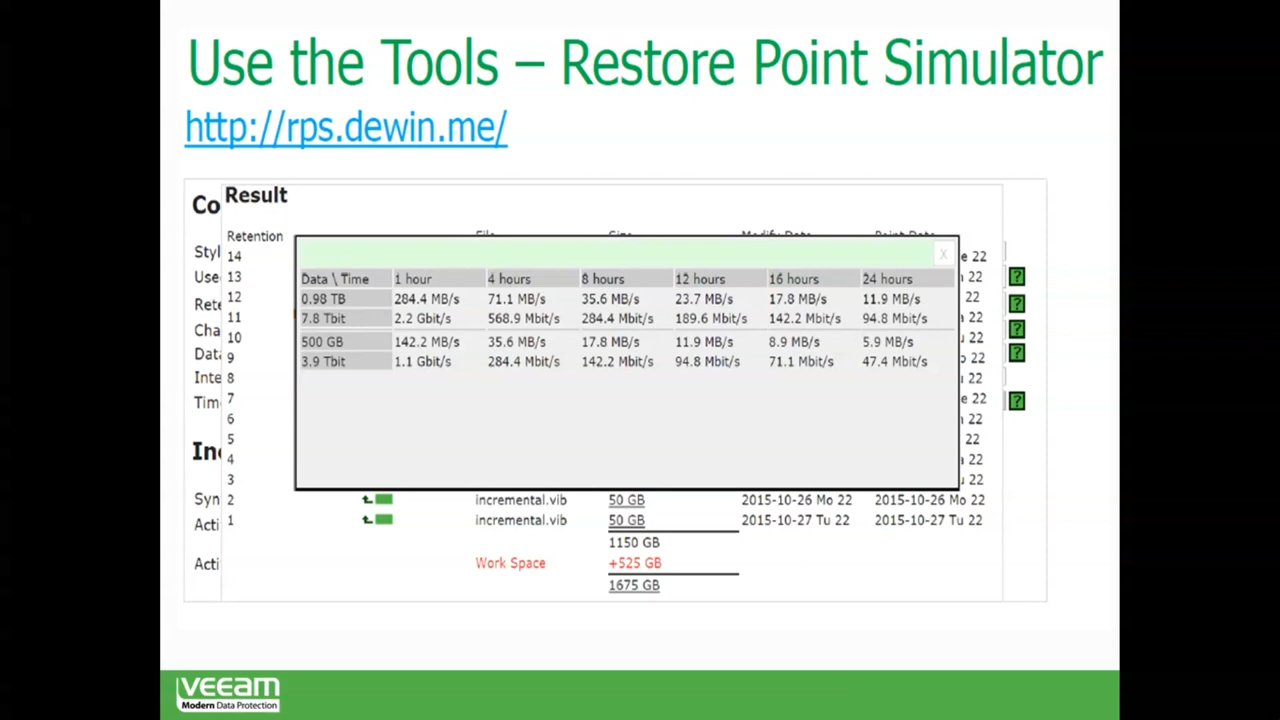 Use the Tools – Restore Point Simulator
http://rps.dewin.me/
Result
Retention
14
13
12
11
10
9
8
7
6
5
4
3
X
Data \ Time 1 hour 4 hours 8 hours 12 hours 16 hours 24 hours
0.98 TB 284.4 MB/s 71.1 MB/s 35.6 MB/s 23.7 MB/s 17.8 MB/s 11.9 MB/s
7.8 Tbit 2.2 Gbit/s 568.9 Mbit/s 284.4 Mbit/s 189.6 Mbit/s 142.2 Mbit/s 94.8 Mbit/s
500 GB 142.2 MB/s 35.6 MB/s 17.8 MB/s 11.9 MB/s 8.9 MB/s 5.9 MB/s
3.9 Tbit 1.1 Gbit/s 284.4 Mbit/s 142.2 Mbit/s 94.8 Mbit/s 71.1 Mbit/s 47.4 Mbit/s
2 incremental.vib 50 GB 2015-10-26 Mo 22 2015-10-26 Mo 22
1 incremental.vib 50 GB 2015-10-27 Tu 22 2015-10-27 Tu 22
1150 GB
Work Space +525 GB
1675 GB
veeam
Modern Data Protection